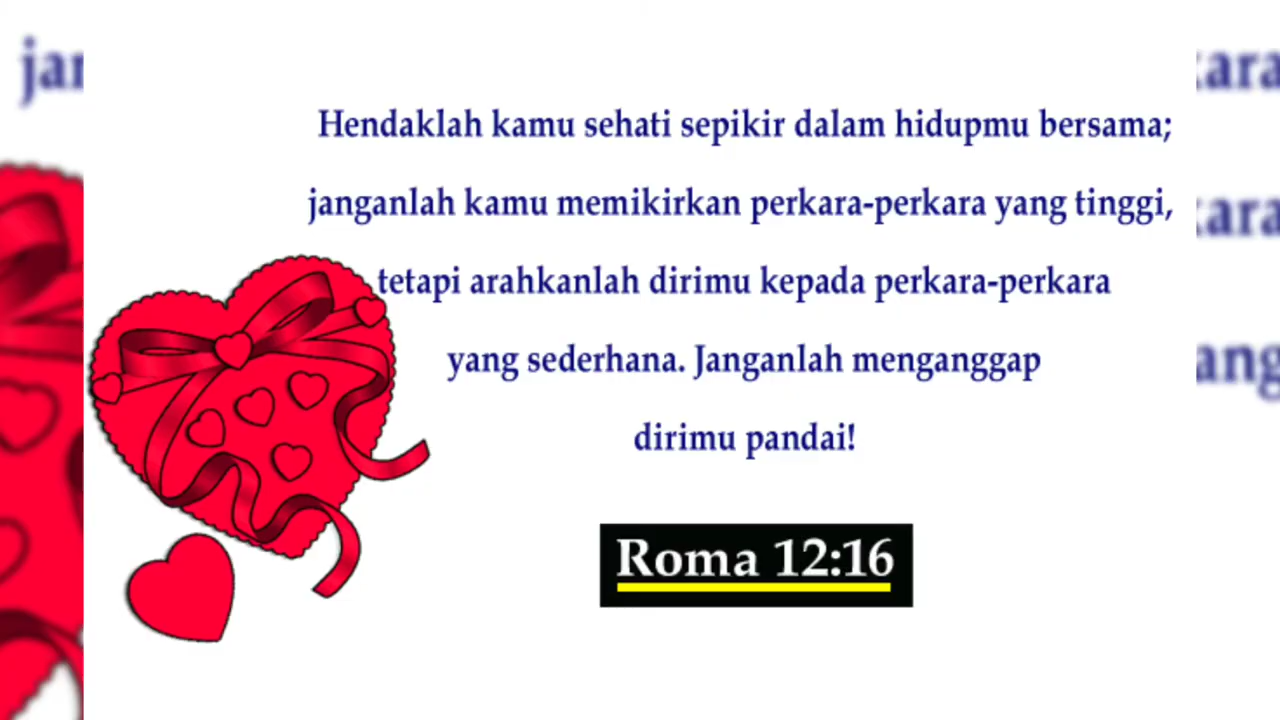 Hendaklah kamu sehati sepikir dalam hidupmu bersama;
janganlah kamu memikirkan perkara-perkara yang tinggi,
tetapi arahkanlah dirimu kepada perkara-perkara
yang sederhana. Janganlah menganggap
dirimu pandai!
Roma 12:16